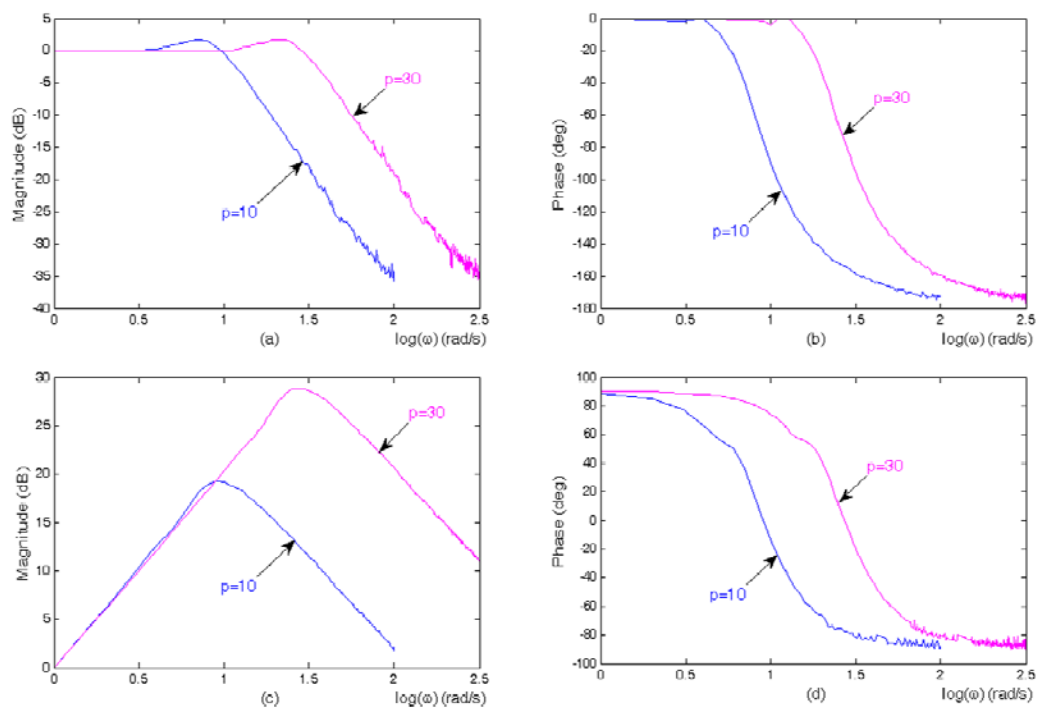 5
0
-5
-10
-15
-20
-25
-30
-35
-40
Magnitude (dB)
p=30
p=10
0 0.5 1 1.5 2 2.5
(a) log(ω) (rad/s)
0
-20
-40
-60
-80
-100
-120
-140
-160
-180
Phase (deg)
p=30
p=10
0 0.5 1 1.5 2 2.5
(b) log(ω) (rad/s)
30
25
20
15
10
5
0
Magnitude (dB)
p=30
p=10
0 0.5 1 1.5 2 2.5
(c) log(ω) (rad/s)
100
80
60
40
20
0
-20
-40
-60
-80
-100
Phase (deg)
p=30
p=10
0 0.5 1 1.5 2 2.5
(d) log(ω) (rad/s)